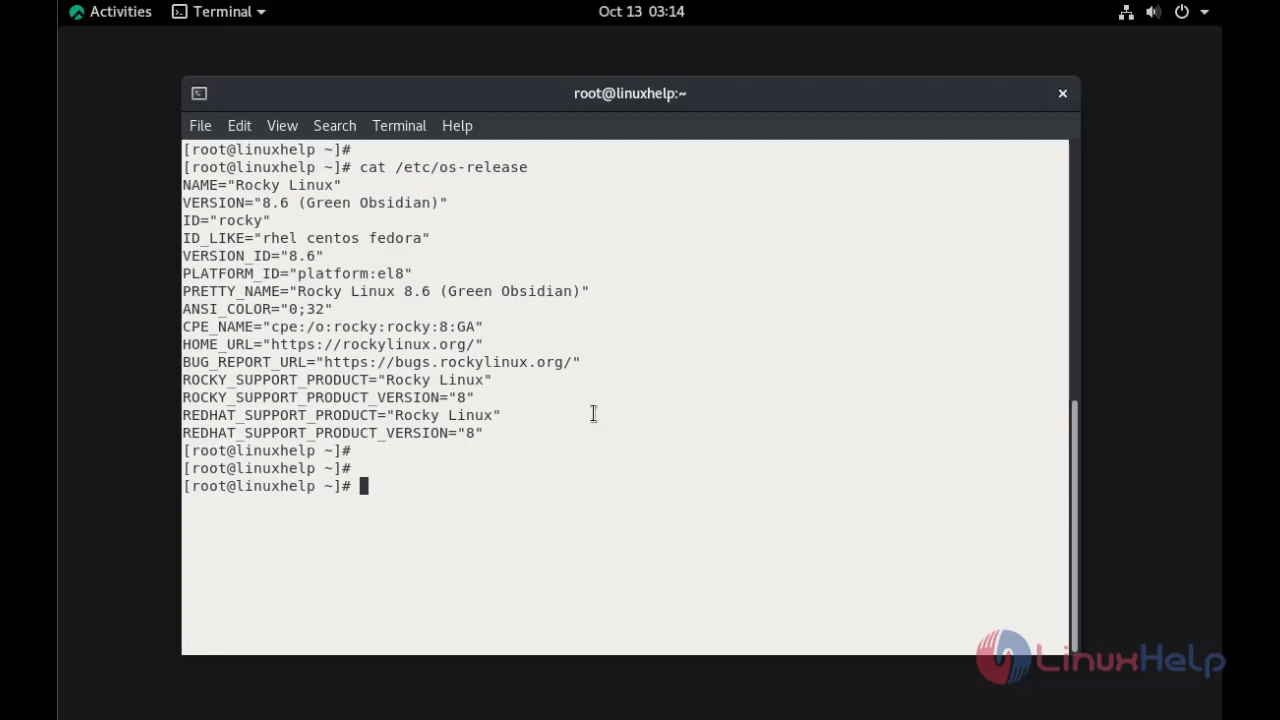 Activities Terminal Oct 13 03:14
root@linuxhelp:~
File Edit View Search Terminal Help
[root@linuxhelp ~]#
[root@linuxhelp ~]# cat /etc/os-release
NAME="Rocky Linux"
VERSION="8.6 (Green Obsidian)"
ID="rocky"
ID_LIKE="rhel centos fedora"
VERSION_ID="8.6"
PLATFORM_ID="platform:el8"
PRETTY_NAME="Rocky Linux 8.6 (Green Obsidian)"
ANSI_COLOR="0;32"
CPE_NAME="cpe:/o:rocky:rocky:8:GA"
HOME_URL="https://rockylinux.org/"
BUG_REPORT_URL="https://bugs.rockylinux.org/"
ROCKY_SUPPORT_PRODUCT="Rocky Linux"
ROCKY_SUPPORT_PRODUCT_VERSION="8"
REDHAT_SUPPORT_PRODUCT="Rocky Linux"
REDHAT_SUPPORT_PRODUCT_VERSION="8"
[root@linuxhelp ~]#
[root@linuxhelp ~]#
[root@linuxhelp ~]#
LinuxHelp